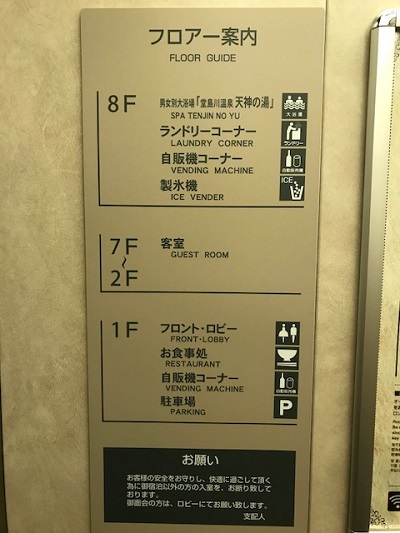 フロアー案内
FLOOR GUIDE
8F
男女別大浴場「堂島川温泉 天神の湯」
SPA TENJIN NO YU
大浴場
ランドリーコーナー
LAUNDRY CORNER
ランドリー
自販機コーナー
VENDING MACHINE
自動販売機
製氷機
ICE VENDER
ICE
7F
〜
2F
客室
GUEST ROOM
1F
フロント・ロビー
FRONT・LOBBY
お食事処
RESTAURANT
自販機コーナー
VENDING MACHINE
自動販売機
駐車場
PARKING
P
お願い
お客様の安全をお守りし、快適に過ごして頂く
為に御宿泊以外の方の入室を、お断り致して
おります。
御面会の方は、ロビーにてお願い致します。
支配人